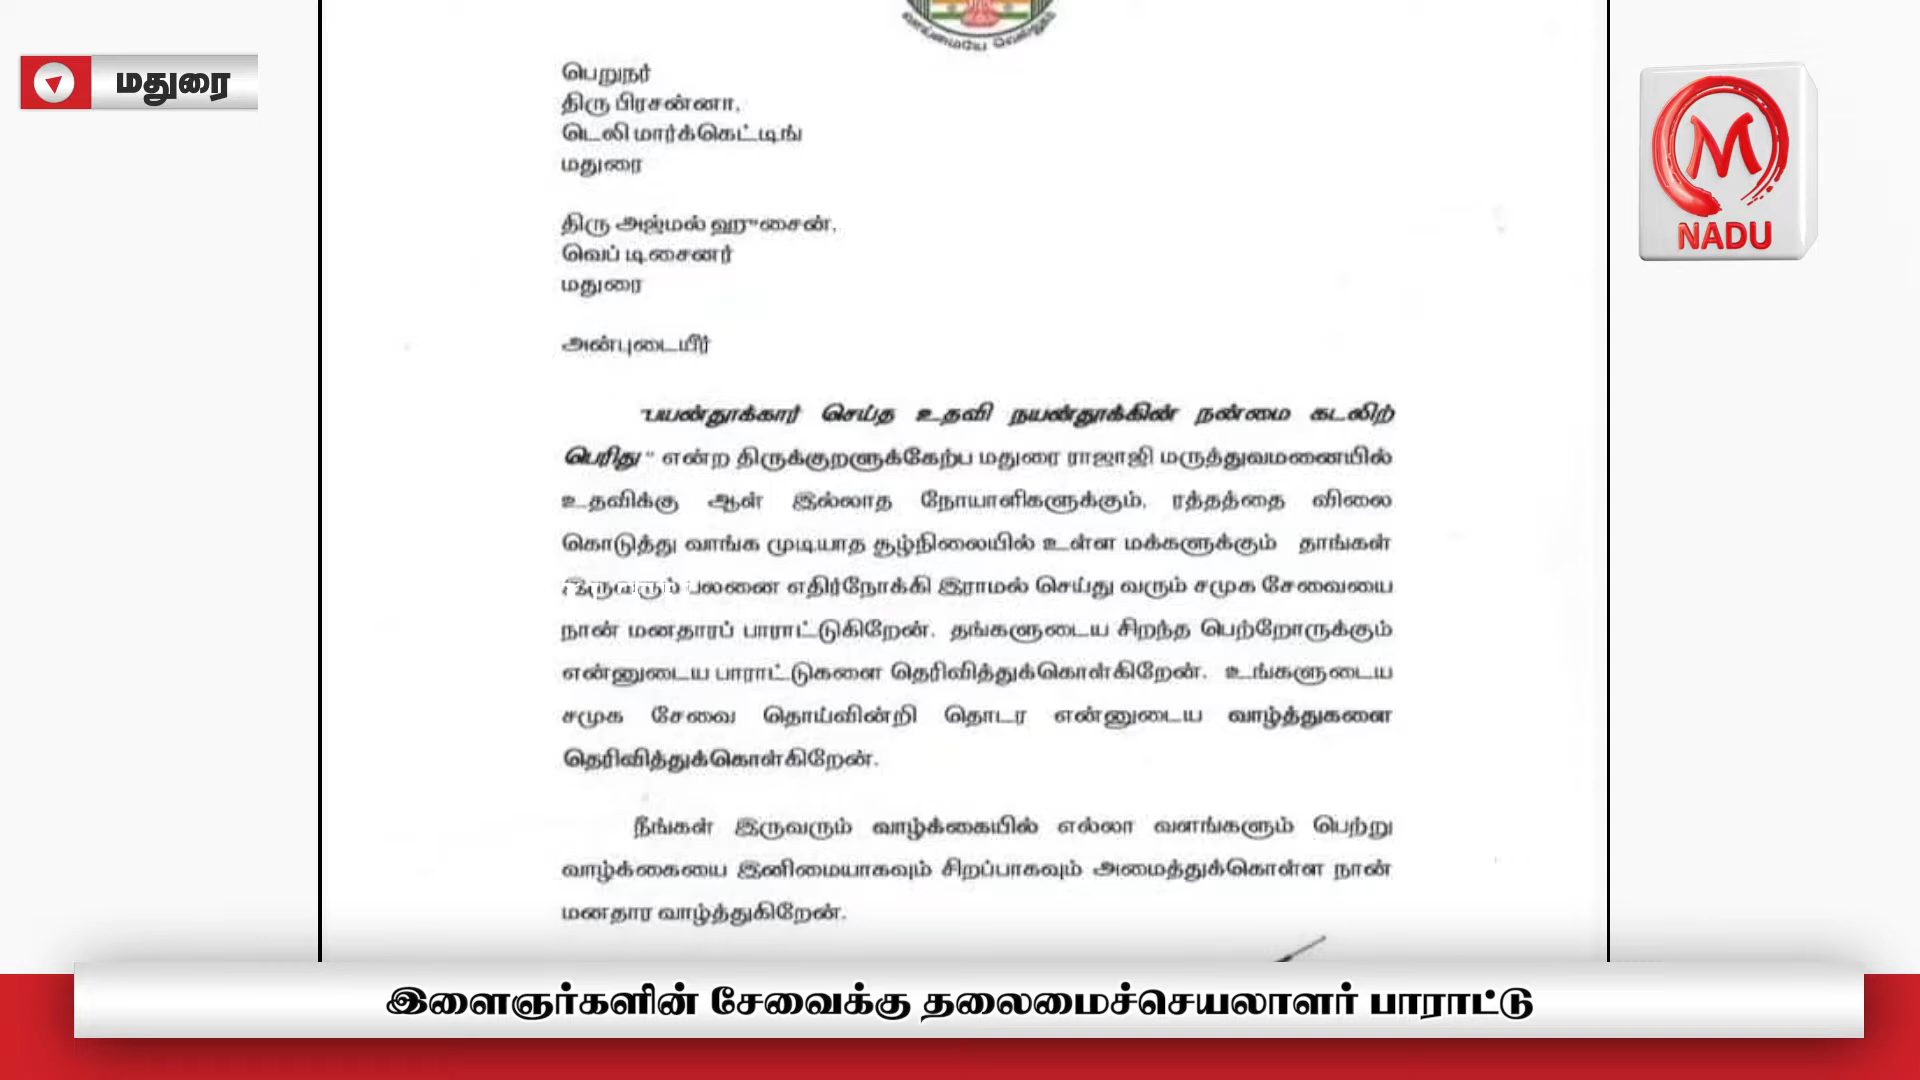 வாய்மையே வெல்லும்
மதுரை
M
NADU
பெறுநர்
திரு பிரசன்னா,
டெலி மார்க்கெட்டிங்
மதுரை
திரு அஜ்மல் ஹுசைன்,
வெப் டிசைனர்
மதுரை
அன்புடையீர்
"பயன்தூக்கார் செய்த உதவி நயன்தூக்கின் நன்மை கடலிற்
பெரிது" என்ற திருக்குறளுக்கேற்ப மதுரை ராஜாஜி மருத்துவமனையில்
உதவிக்கு ஆள் இல்லாத நோயாளிகளுக்கும், ரத்தத்தை விலை
கொடுத்து வாங்க முடியாத சூழ்நிலையில் உள்ள மக்களுக்கும் தாங்கள்
இருவரும் பலனை எதிர்நோக்கி இராமல் செய்து வரும் சமுக சேவையை
நான் மனதாரப் பாராட்டுகிறேன். தங்களுடைய சிறந்த பெற்றோருக்கும்
என்னுடைய பாராட்டுகளை தெரிவித்துக்கொள்கிறேன். உங்களுடைய
சமுக சேவை தொய்வின்றி தொடர என்னுடைய வாழ்த்துகளை
தெரிவித்துக்கொள்கிறேன்.
நீங்கள் இருவரும் வாழ்க்கையில் எல்லா வளங்களும் பெற்று
வாழ்க்கையை இனிமையாகவும் சிறப்பாகவும் அமைத்துக்கொள்ள நான்
மனதார வாழ்த்துகிறேன்.
இளைஞர்களின் சேவைக்கு தலைமைச்செயலாளர் பாராட்டு